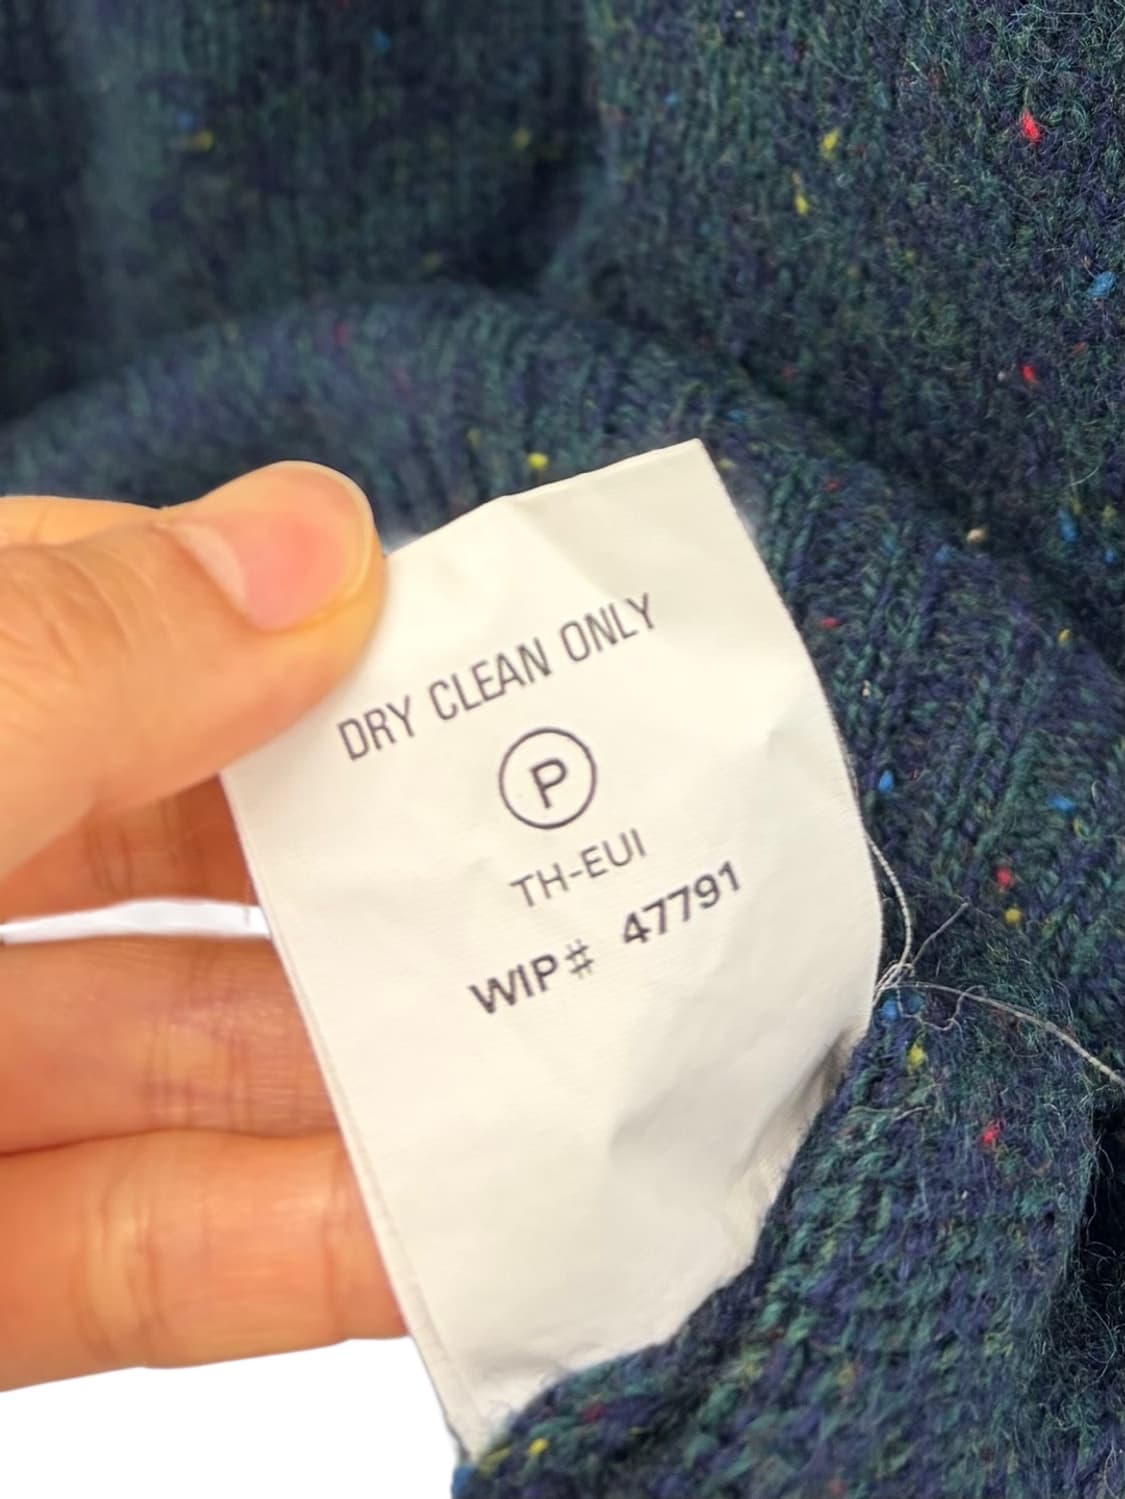 DRY CLEAN ONLY
P
TH-EUI
WIP# 47791